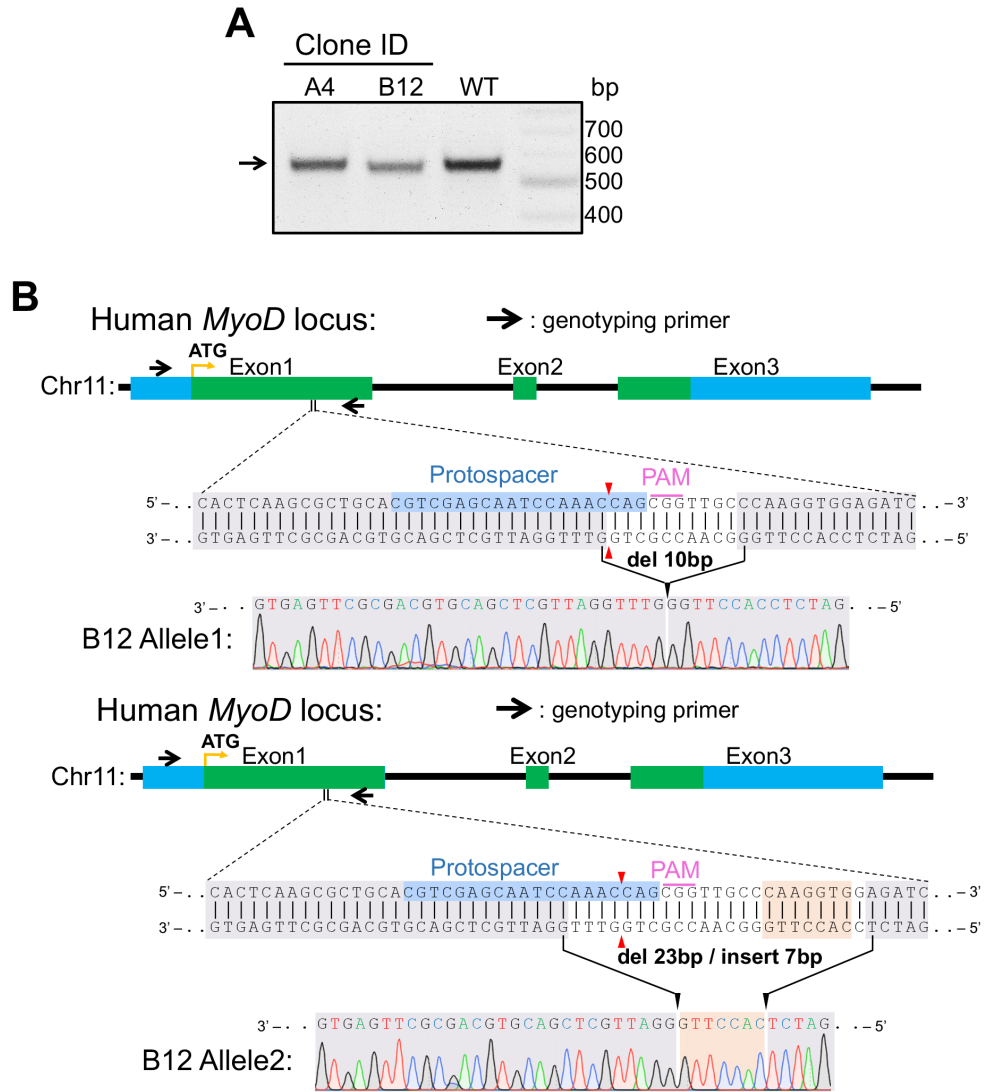 A
Clone ID
A4 B12 WT bp
700
600
500
400
B
Human MyoD locus: : genotyping primer
ATG
Exon1 Exon2 Exon3
Chr11:
Protospacer PAM
5'–..CACTCAAGCGCTGCACGTCGAGCAATCCAAACCAGCGGTTGCCCAAGGTGGAGATC..–3'
3'–..GTGAGTTCGCGACGTGCAGCTCGTTAGGTTTGGTCGCCAACGGGTTCCACCTCTAG..–5'
del 10bp
3'–..GTGAGTTCGCGACGTGCAGCTCGTTAGGTTTGGGTTCCACCTCTAG..–5'
B12 Allele1:
Human MyoD locus: : genotyping primer
ATG
Exon1 Exon2 Exon3
Chr11:
Protospacer PAM
5'–..CACTCAAGCGCTGCACGTCGAGCAATCCAAACCAGCGGTTGCCCAAGGTGGAGATC..–3'
3'–..GTGAGTTCGCGACGTGCAGCTCGTTAGGTTTGGTCGCCAACGGGTTCCACCTCTAG..–5'
del 23bp / insert 7bp
3'–..GTGAGTTCGCGACGTGCAGCTCGTTAGGGTTCCACTCTAG..–5'
B12 Allele2: